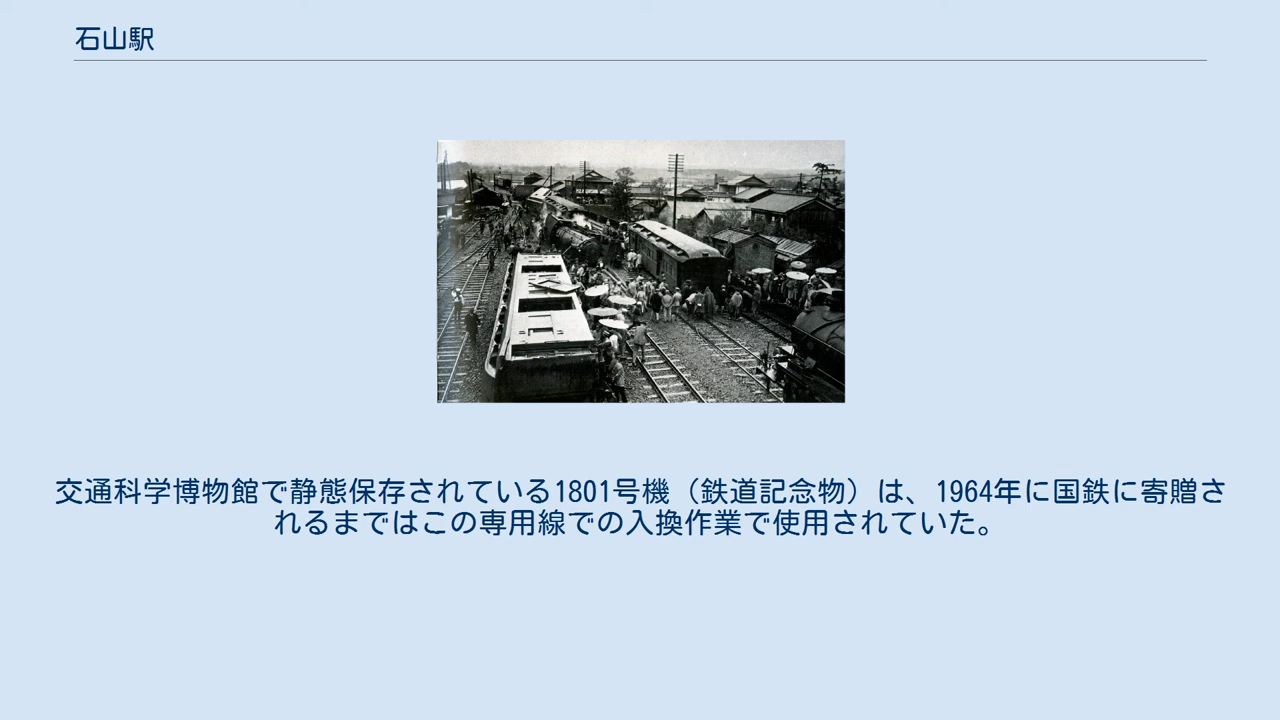 石山駅
交通科学博物館で静態保存されている1801号機（鉄道記念物）は、1964年に国鉄に寄贈さ
れるまではこの専用線での入換作業で使用されていた。